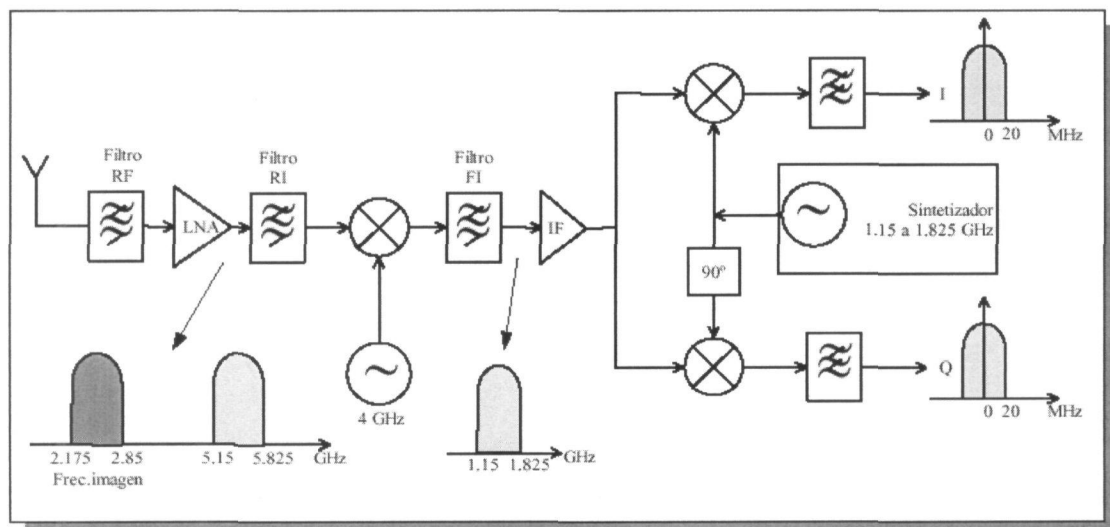 I
0 20 MHz
Filtro
RF
LNA
Filtro
RI
Filtro
FI
IF
Sintetizador
1.15 a 1.825 GHz
90º
4 GHz
2.175 2.85 5.15 5.825 GHz
Frec.imagen
1.15 1.825 GHz
Q
0 20 MHz